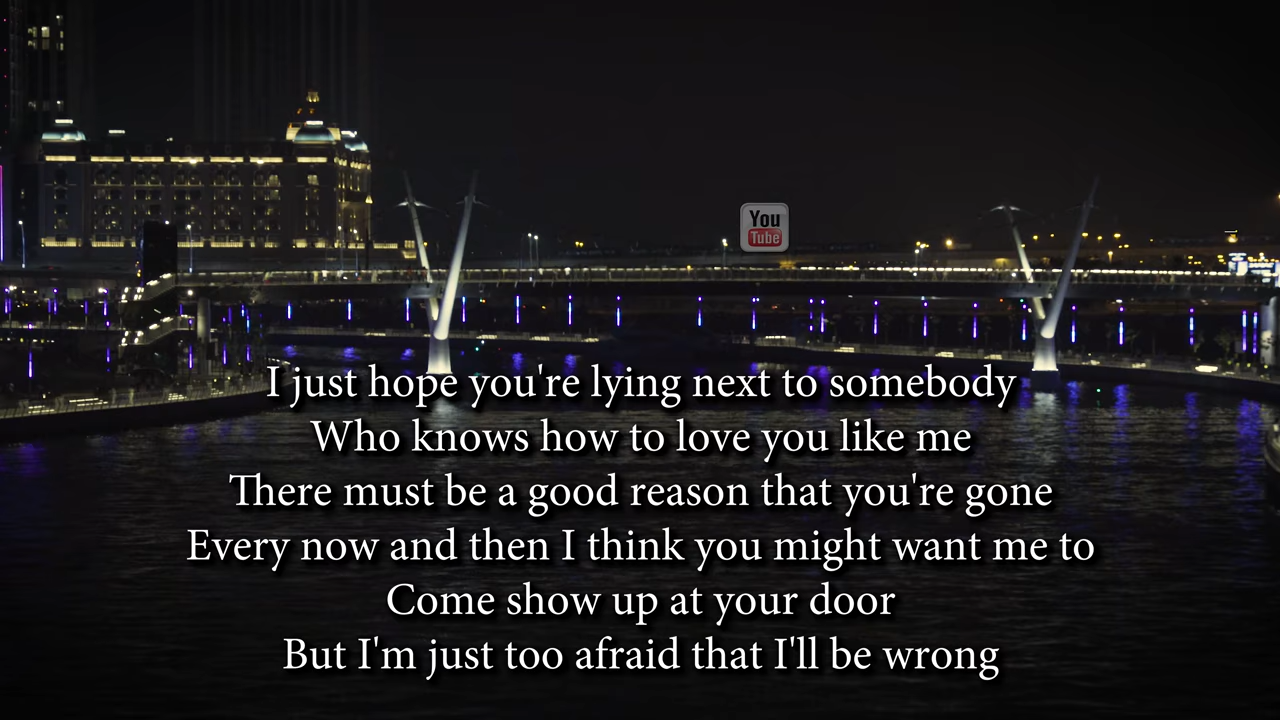 You
Tube
I just hope you're lying next to somebody
Who knows how to love you like me
There must be a good reason that you're gone
Every now and then I think you might want me to
Come show up at your door
But I'm just too afraid that I'll be wrong